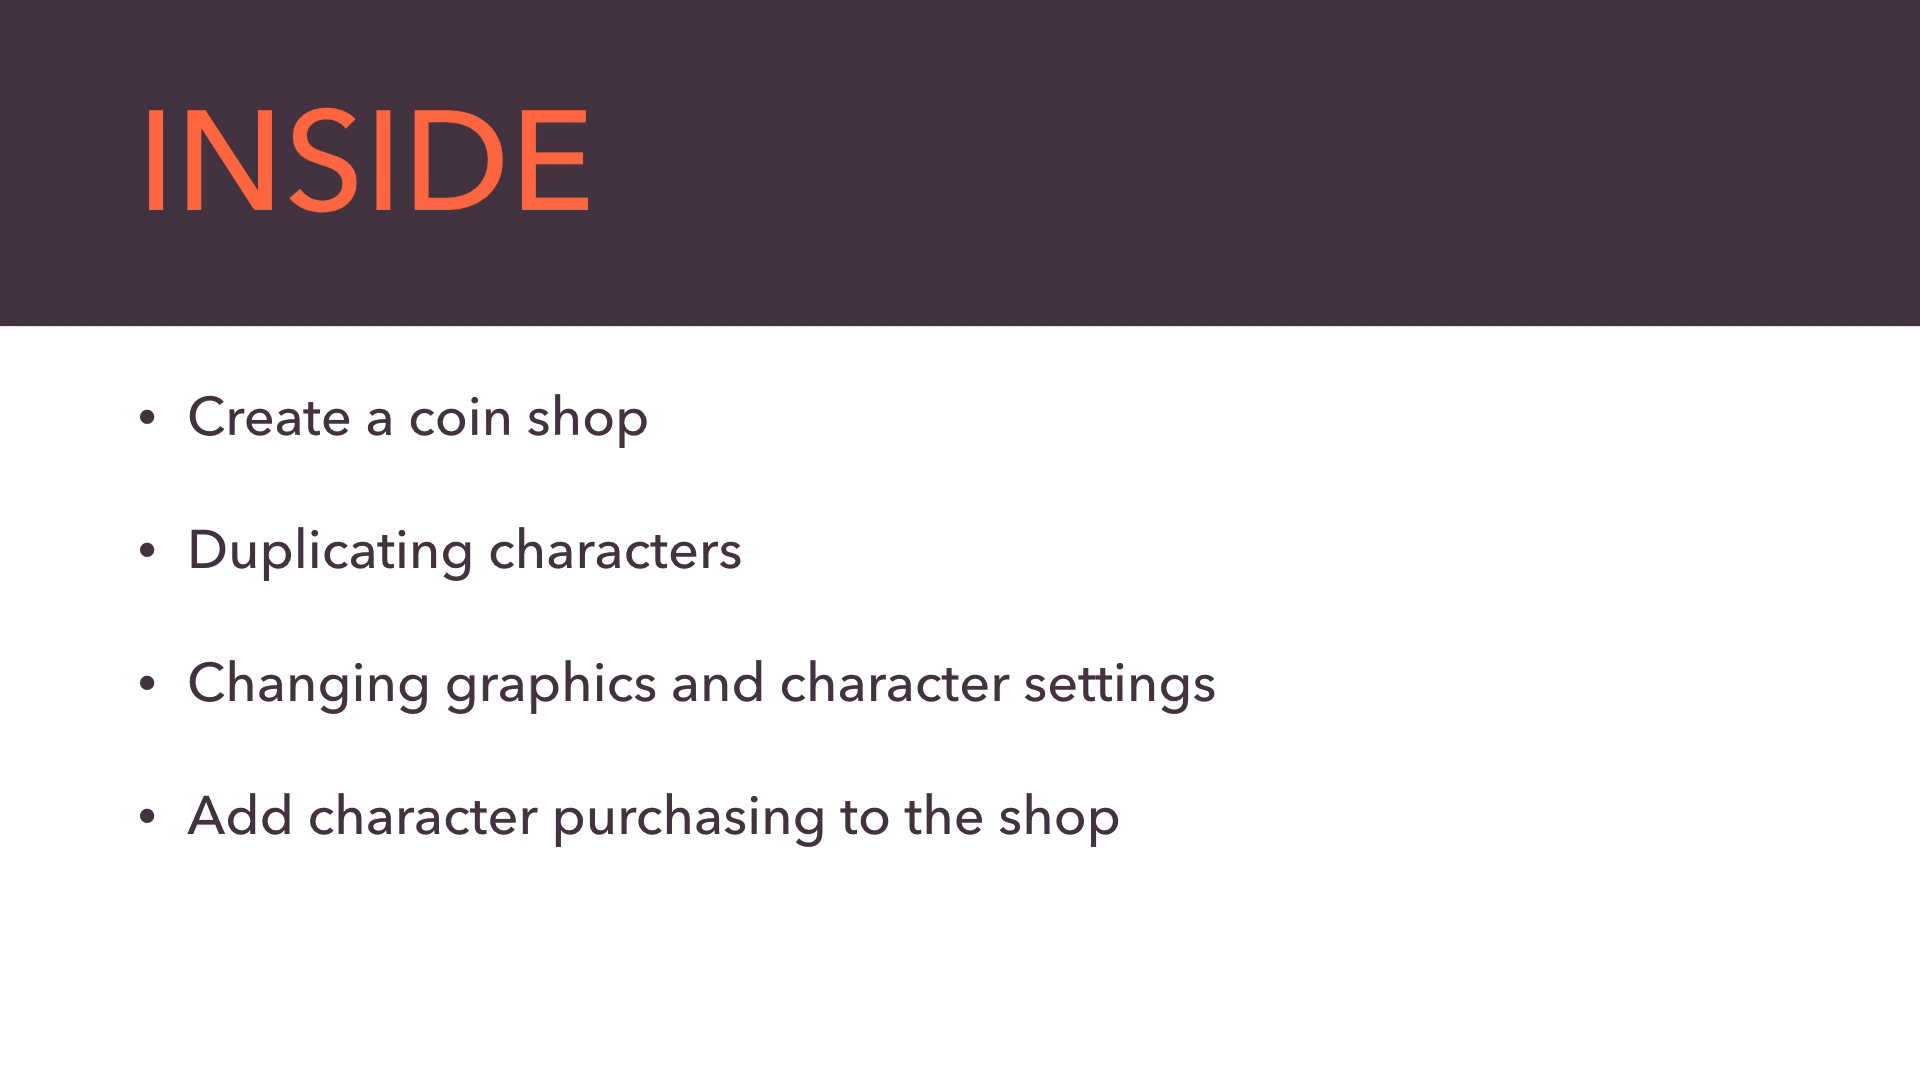 INSIDE
• Create a coin shop
• Duplicating characters
• Changing graphics and character settings
• Add character purchasing to the shop